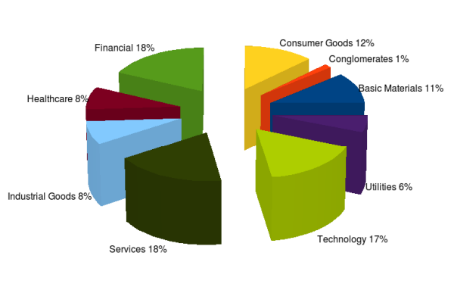 Financial 18%
Consumer Goods 12%
Conglomerates 1%
Basic Materials 11%
Healthcare 8%
Utilities 6%
Industrial Goods 8%
Technology 17%
Services 18%